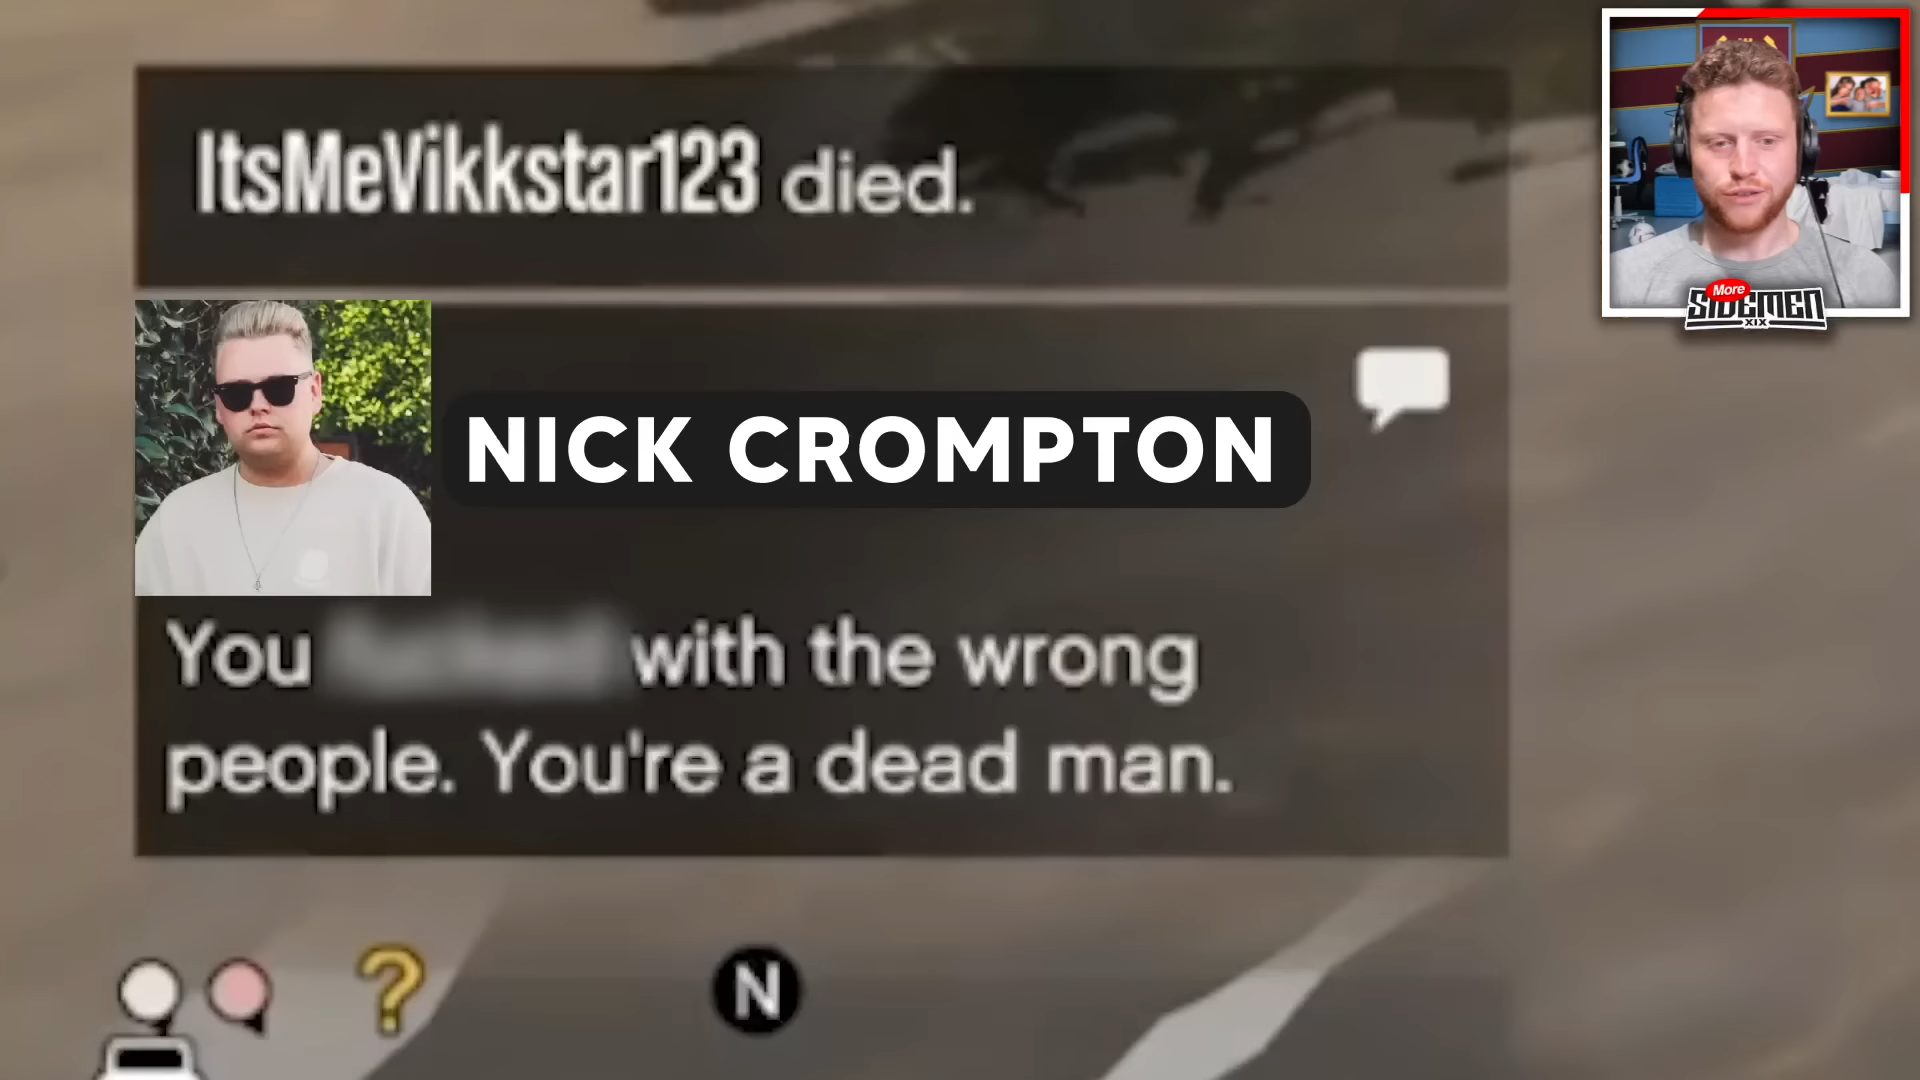 ItsMeVikkstar123 died.
More
SIDEMEN
XIX
NICK CROMPTON
You with the wrong
people. You're a dead man.
?
N